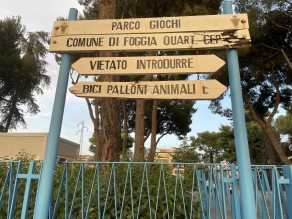 PARCO GIOCHI
COMUNE DI FOGGIA QUART. CEP
VIETATO INTRODURRE
BICI PALLONI ANIMALI